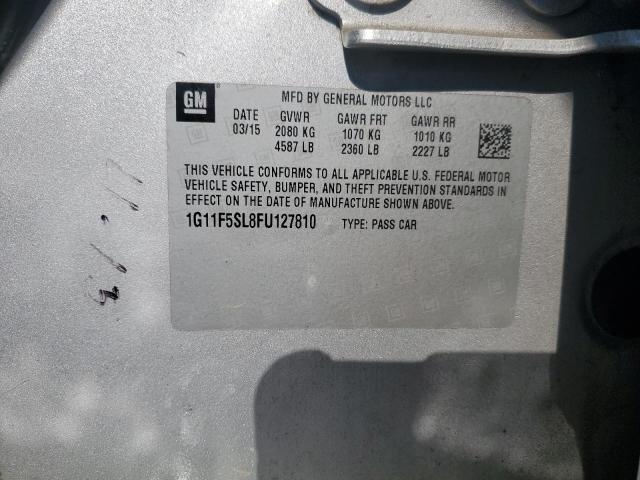 GM
MFD BY GENERAL MOTORS LLC
DATE GVWR GAWR FRT GAWR RR
03/15 2080 KG 1070 KG 1010 KG
4587 LB 2360 LB 2227 LB
THIS VEHICLE CONFORMS TO ALL APPLICABLE U.S. FEDERAL MOTOR
VEHICLE SAFETY, BUMPER, AND THEFT PREVENTION STANDARDS IN
EFFECT ON THE DATE OF MANUFACTURE SHOWN ABOVE.
1G11F5SL8FU127810 TYPE: PASS CAR